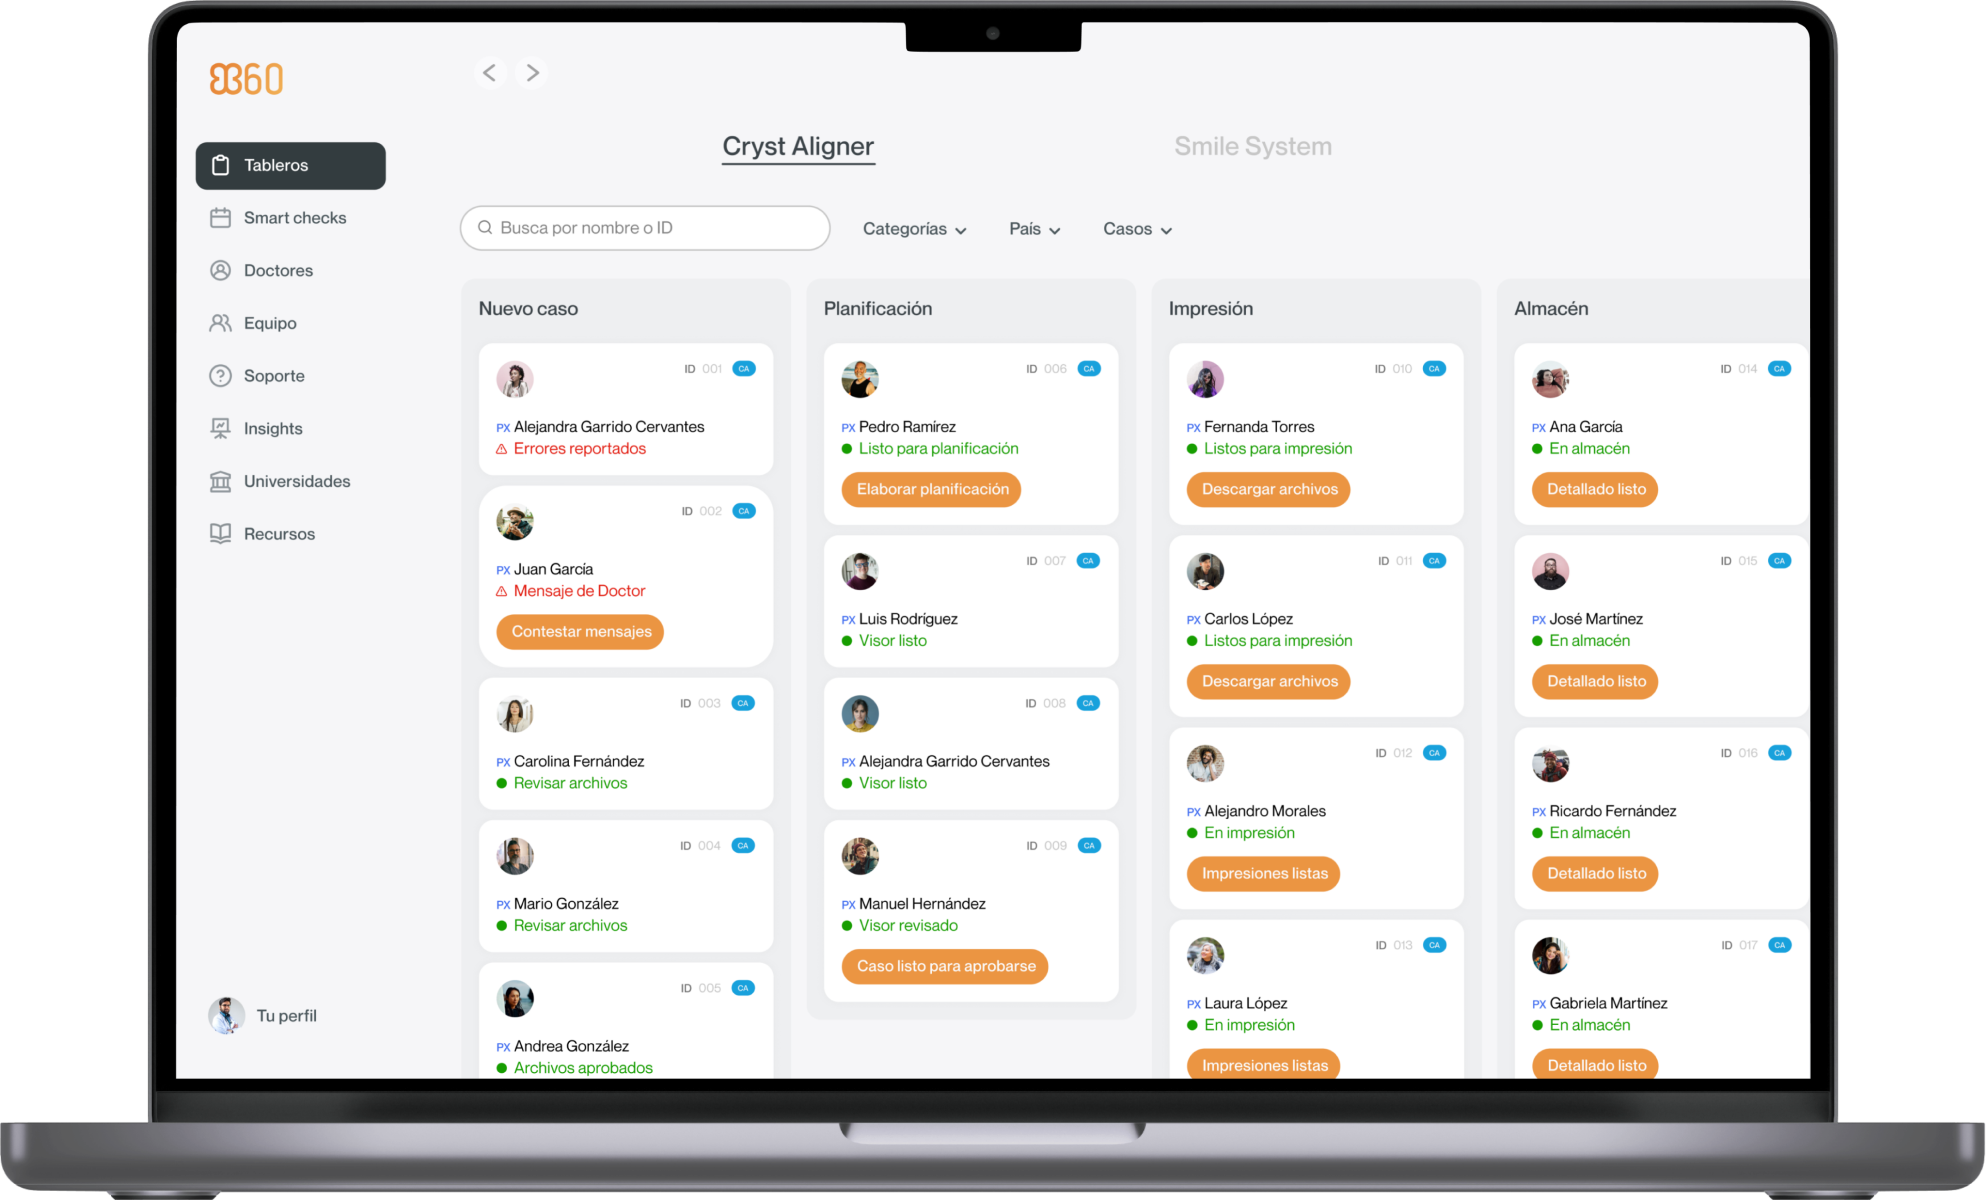 60
Tableros
Smart checks
Doctores
Equipo
Soporte
Insights
Universidades
Recursos
Tu perfil
Cryst Aligner
Smile System
Busca por nombre o ID
Categorías
País
Casos
Nuevo caso
ID 001 CA
PX Alejandra Garrido Cervantes
Errores reportados
ID 002 CA
PX Juan García
Mensaje de Doctor
Contestar mensajes
ID 003 CA
PX Carolina Fernández
Revisar archivos
ID 004 CA
PX Mario González
Revisar archivos
ID 005 CA
PX Andrea González
Archivos aprobados
Planificación
ID 006 CA
PX Pedro Ramírez
Listo para planificación
Elaborar planificación
ID 007 CA
PX Luis Rodríguez
Visor listo
ID 008 CA
PX Alejandra Garrido Cervantes
Visor listo
ID 009 CA
PX Manuel Hernández
Visor revisado
Caso listo para aprobarse
Impresión
ID 010 CA
PX Fernanda Torres
Listos para impresión
Descargar archivos
ID 011 CA
PX Carlos López
Listos para impresión
Descargar archivos
ID 012 CA
PX Alejandro Morales
En impresión
Impresiones listas
ID 013 CA
PX Laura López
En impresión
Impresiones listas
Almacén
ID 014 CA
PX Ana García
En almacén
Detallado listo
ID 015 CA
PX José Martínez
En almacén
Detallado listo
ID 016 CA
PX Ricardo Fernández
En almacén
Detallado listo
ID 017 CA
PX Gabriela Martínez
En almacén
Detallado listo